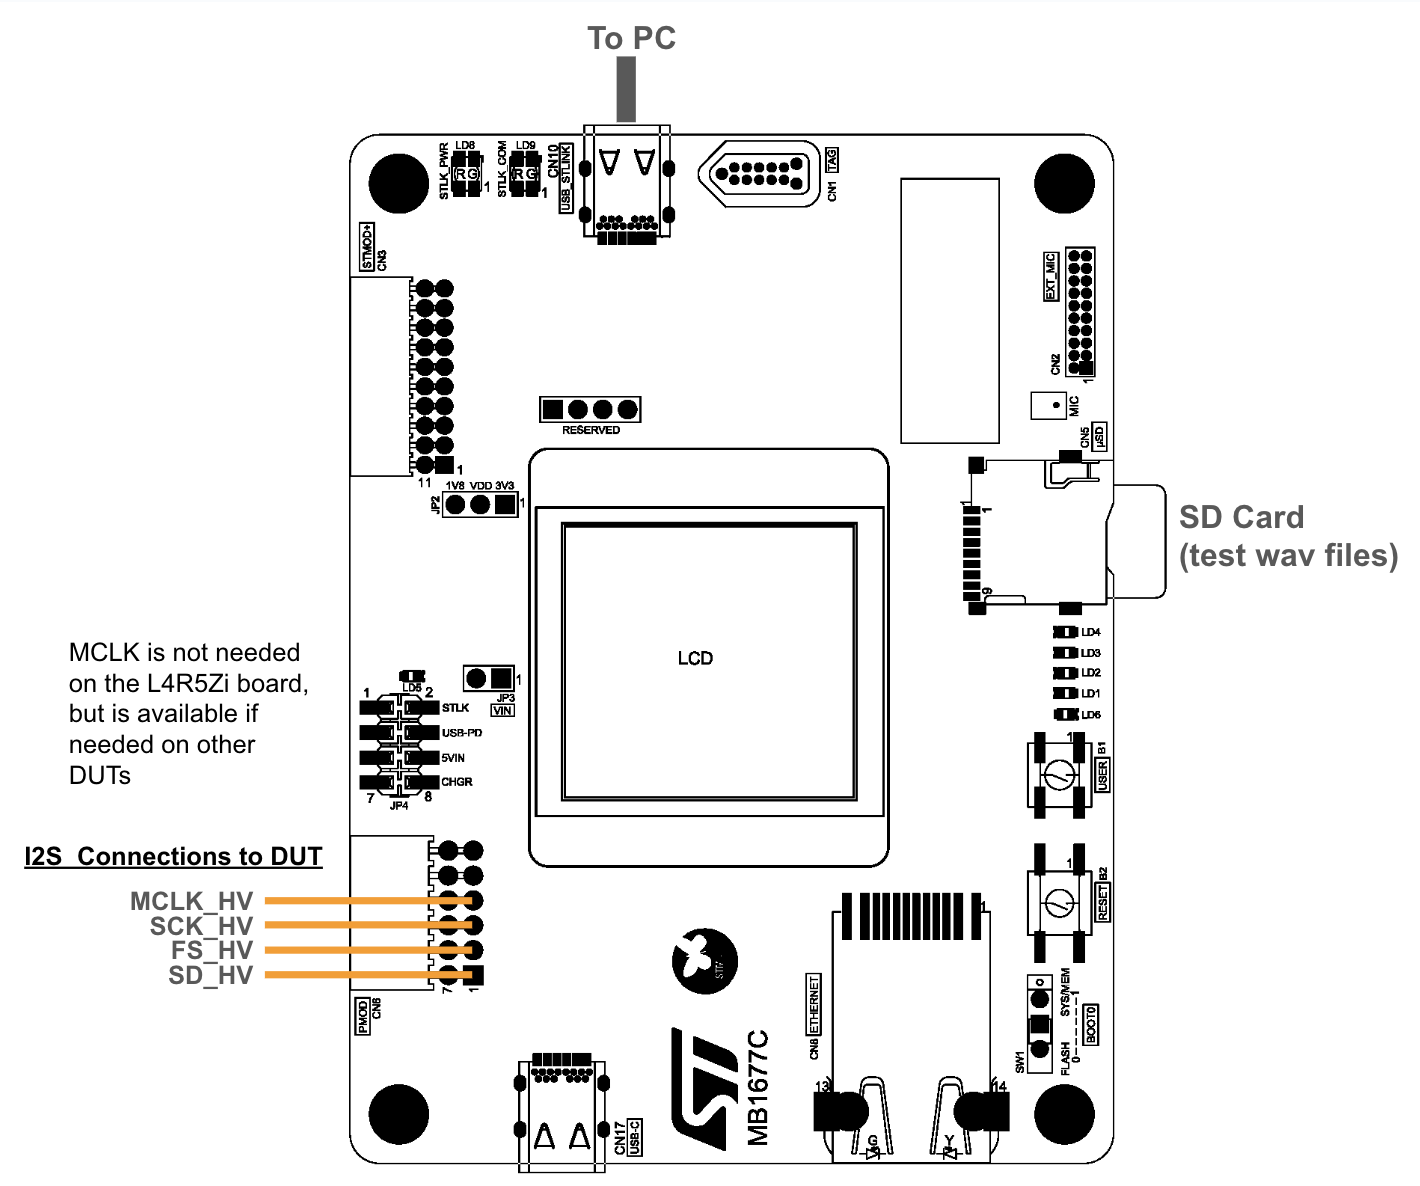 To PC
LD8
STLK_PWR
R G
1
LD9
STLK_COM
R G
1
CN10
USB_STLINK
TAG
CN1
STMOD+
CN3
EXT_MIC
CN2
1
MIC
CN5
µSD
RESERVED
1
11
1V8 VDD 3V3
JP2
1
1
1
9
SD Card
(test wav files)
LCD
LD4
LD3
LD2
LD1
LD6
MCLK is not needed
on the L4R5Zi board,
but is available if
needed on other
DUTs
LD5
1
JP3
VIN
1 2
STLK
USB-PD
5VIN
CHGR
7 8
JP4
1
B1
USER
1
B2
RESET
I2S Connections to DUT
MCLK_HV
SCK_HV
FS_HV
SD_HV
7 1
PMOD
CN6
ST
MB1677C
1
ETHERNET
CN8
13 14
G Y
SYS/MEM
1
BOOT0
FLASH
0
SW1
CN17
USB-C